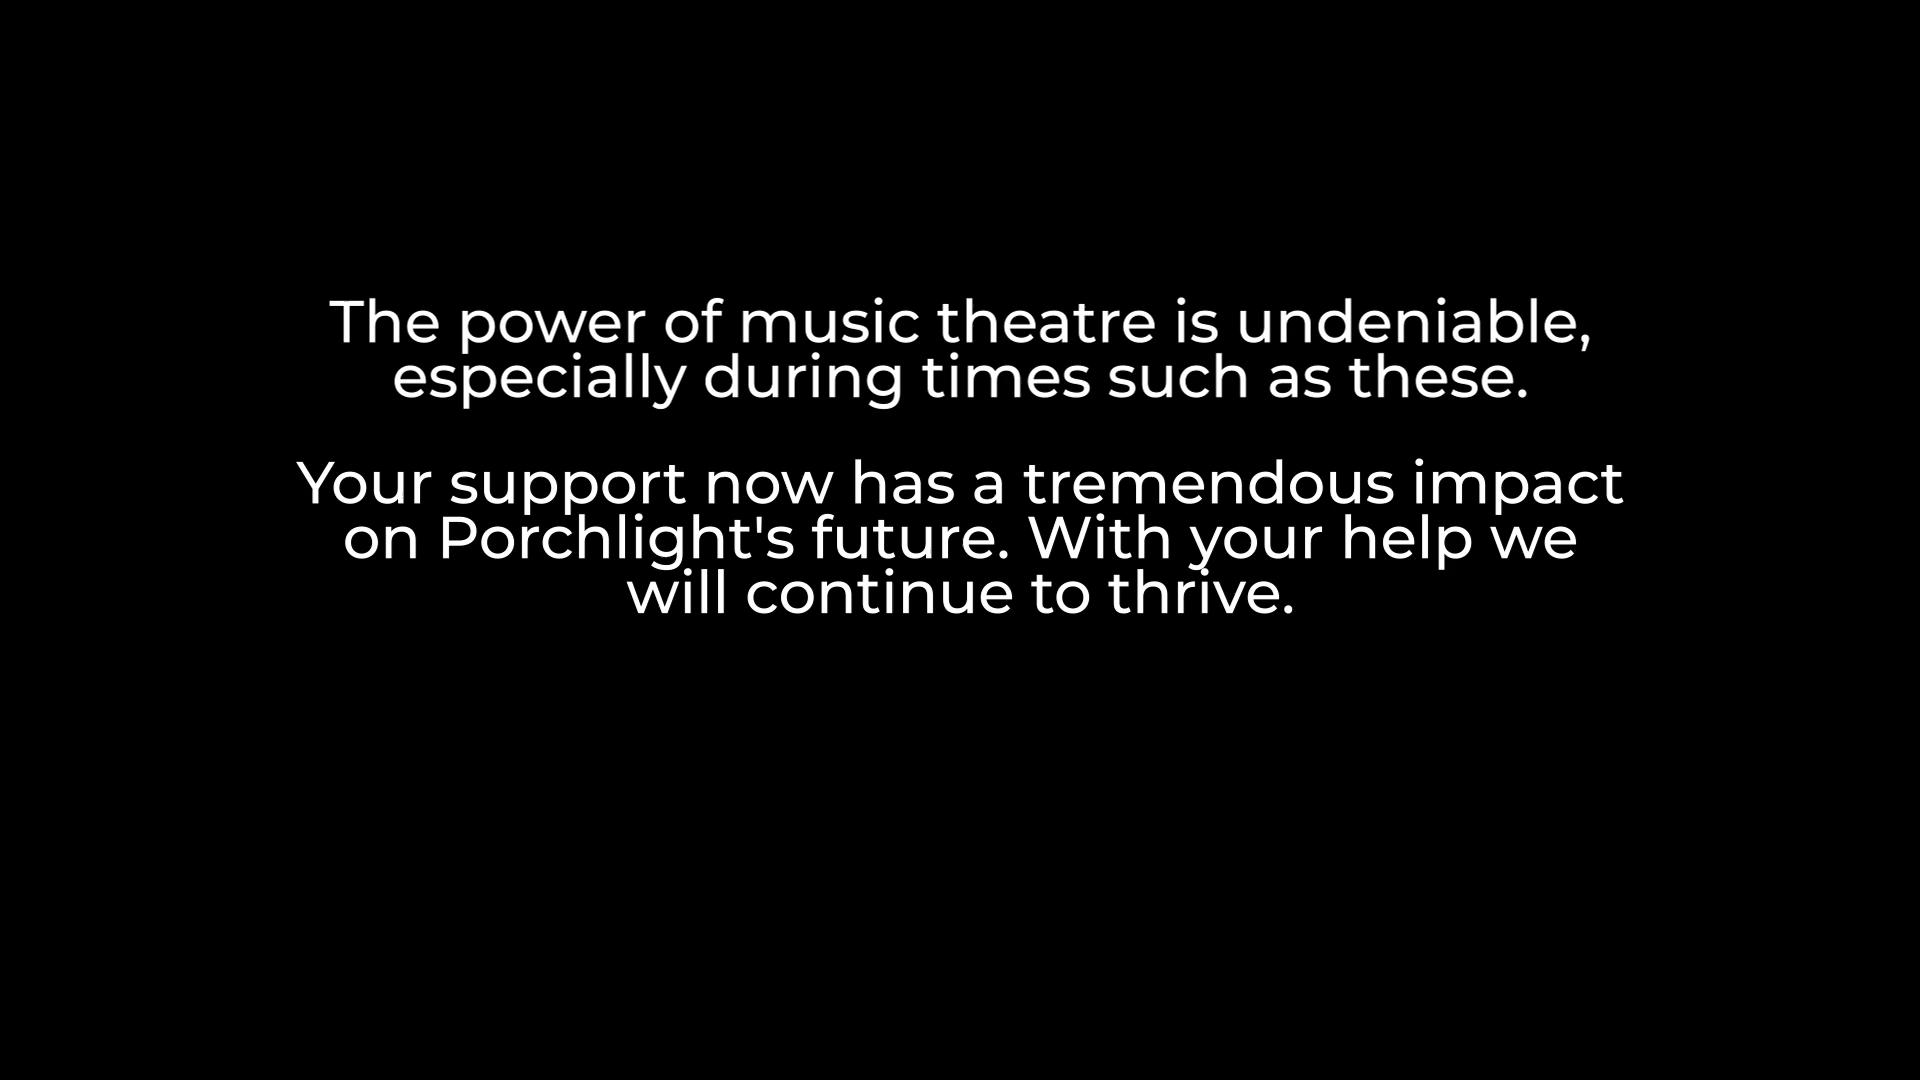 The power of music theatre is undeniable,
especially during times such as these.
Your support now has a tremendous impact
on Porchlight's future. With your help we
will continue to thrive.